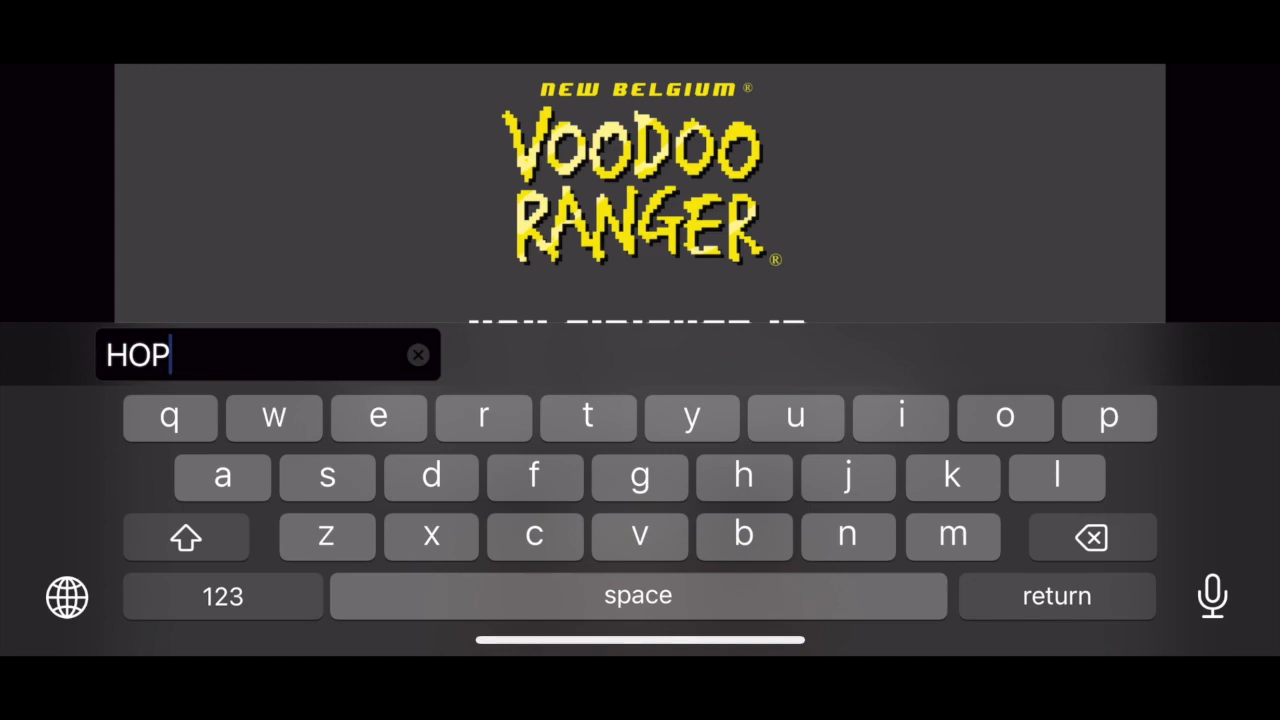 NEW BELGIUM®
VOODOO
RANGER®
HOP
q w e r t y u i o p
a s d f g h j k l
z x c v b n m
123 space return